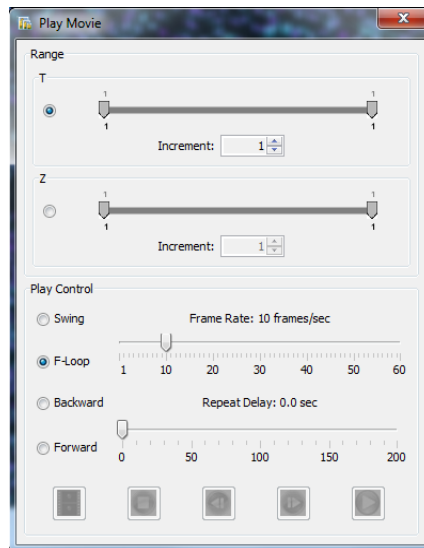 Play Movie
Range
T
1 1
1 1
Increment: 1
Z
1 1
1 1
Increment: 1
Play Control
Swing Frame Rate: 10 frames/sec
F-Loop
1 10 20 30 40 50 60
Backward Repeat Delay: 0.0 sec
Forward
0 50 100 150 200